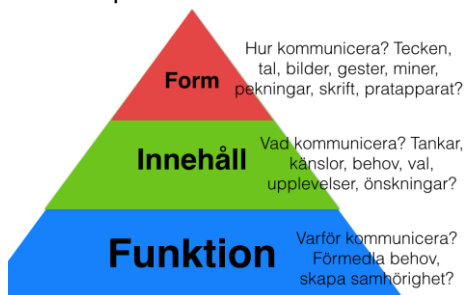 Form
Hur kommunicera? Tecken,
tal, bilder, gester, miner,
pekningar, skrift, pratapparat?
Innehåll
Vad kommunicera? Tankar,
känslor, behov, val,
upplevelser, önskningar?
Funktion
Varför kommunicera?
Förmedla behov,
skapa samhörighet?